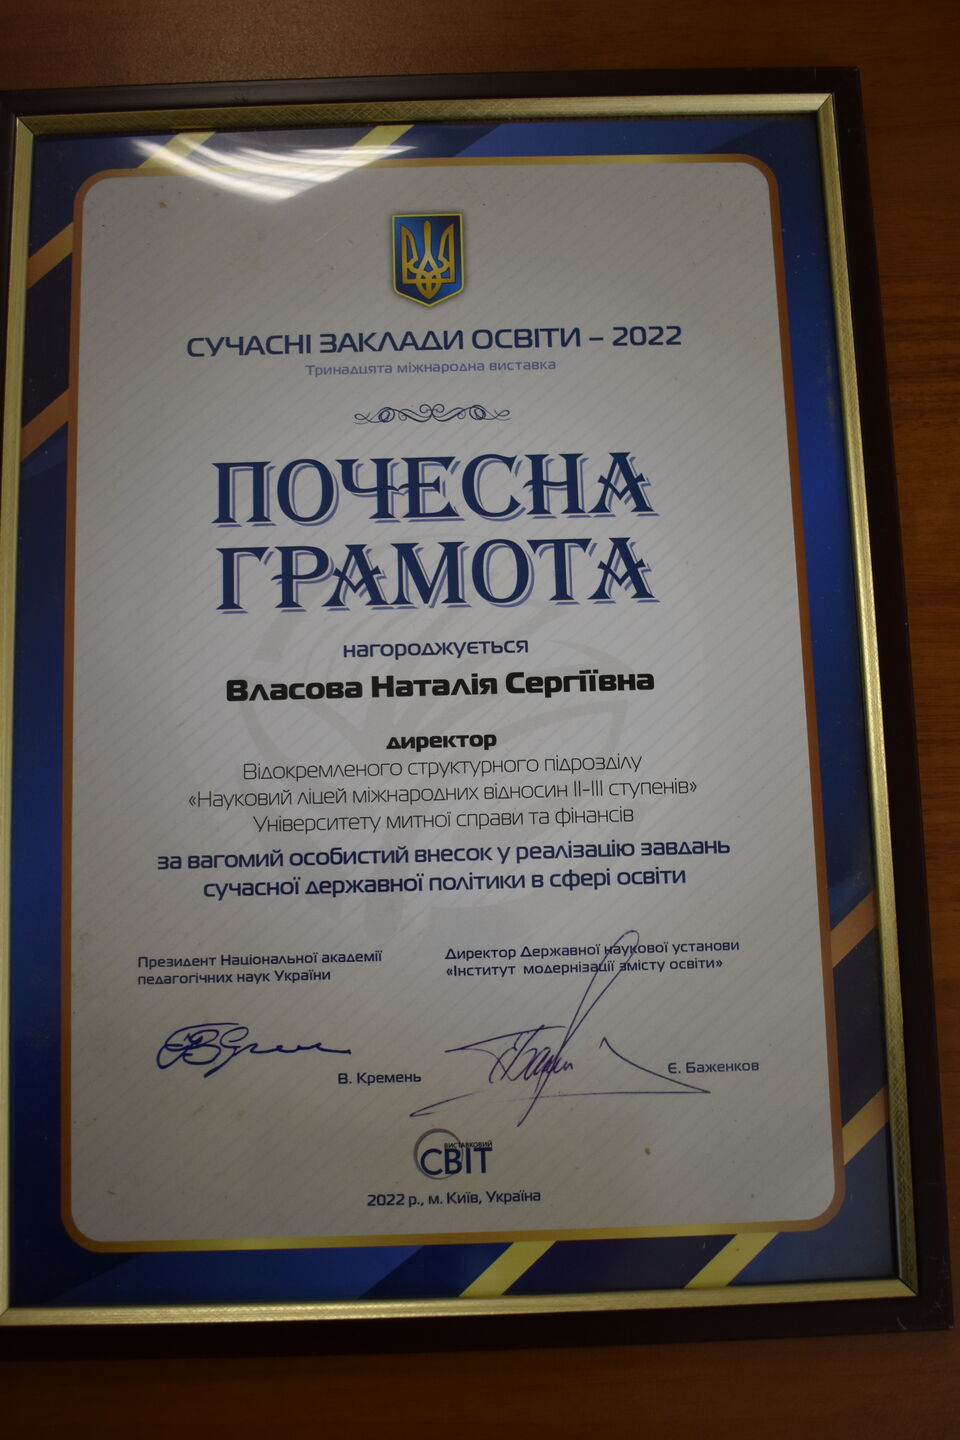 СУЧАСНІ ЗАКЛАДИ ОСВІТИ – 2022
Тринадцята міжнародна виставка
ПОЧЕСНА
ГРАМОТА
нагороджується
Власова Наталія Сергіївна
директор
Відокремленого структурного підрозділу
«Науковий ліцей міжнародних відносин ІІ-ІІІ ступенів»
Університету митної справи та фінансів
за вагомий особистий внесок у реалізацію завдань
сучасної державної політики в сфері освіти
Президент Національної академії
педагогічних наук України
Директор Державної наукової установи
«Інститут модернізації змісту освіти»
В. Кремень
Є. Баженков
ВИСТАВКОВИЙ
СВІТ
2022 р., м. Київ, Україна